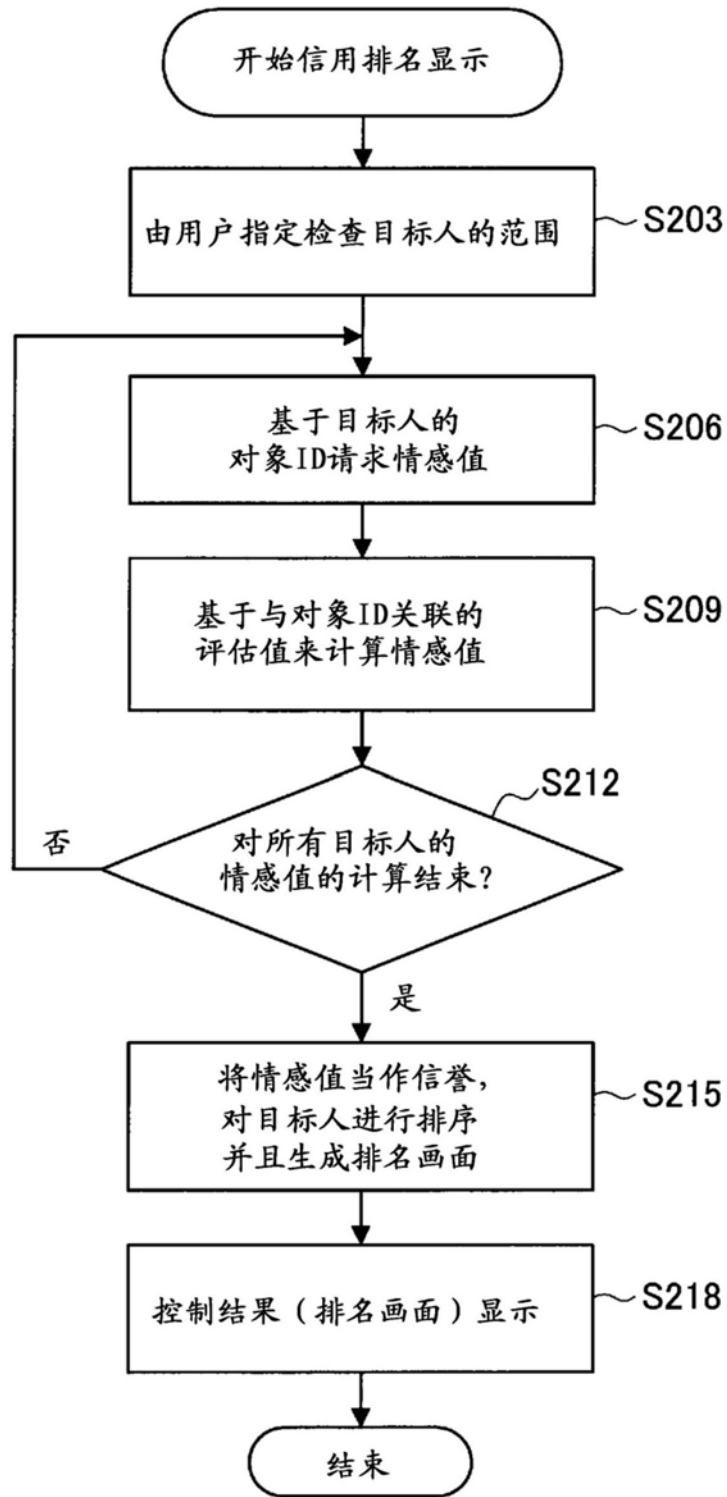 开始信用排名显示
由用户指定检查目标人的范围
S203
基于目标人的
对象ID请求情感值
S206
基于与对象ID关联的
评估值来计算情感值
S209
S212
对所有目标人的
情感值的计算结束?
否
是
将情感值当作信誉,
对目标人进行排序
并且生成排名画面
S215
控制结果(排名画面)显示
S218
结束